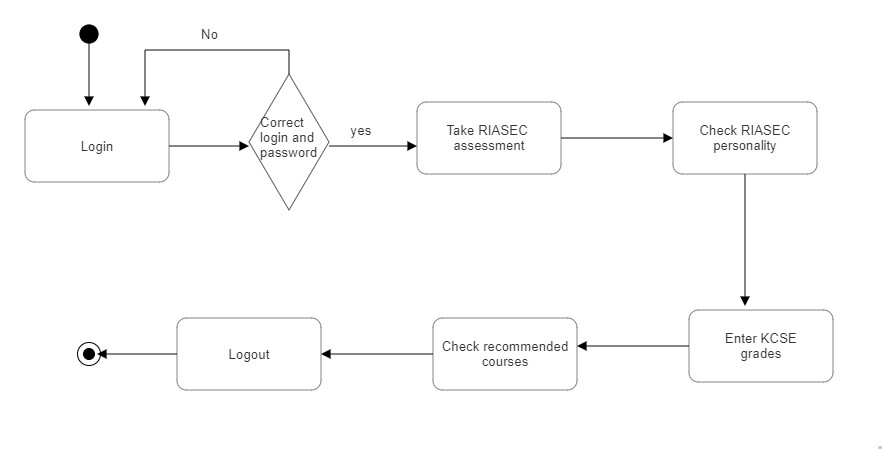 No
Login
Correct
login and
password
yes
Take RIASEC
assessment
Check RIASEC
personality
Logout
Check recommended
courses
Enter KCSE
grades